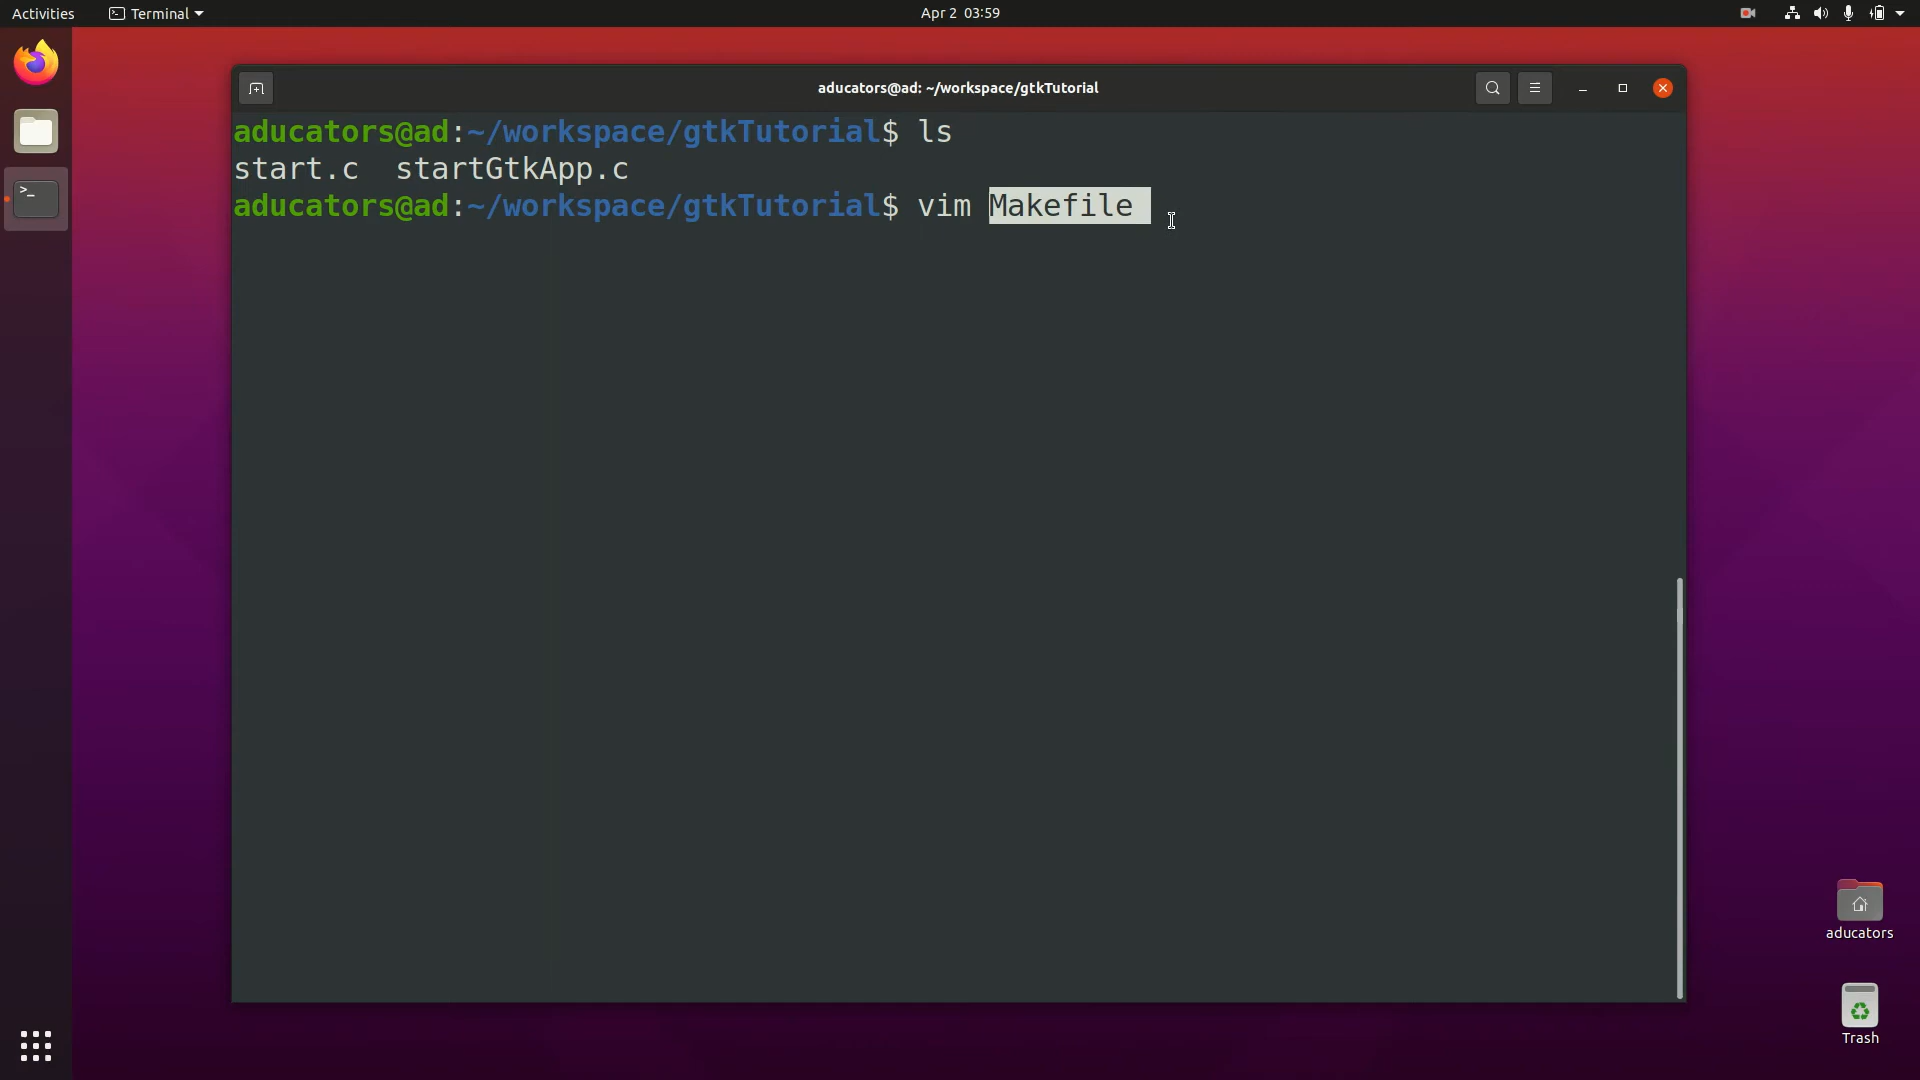 Activities
Terminal
Apr 2 03:59
aducators@ad: ~/workspace/gtkTutorial
aducators@ad:~/workspace/gtkTutorial$ ls
start.c  startGtkApp.c
aducators@ad:~/workspace/gtkTutorial$ vim Makefile
aducators
Trash